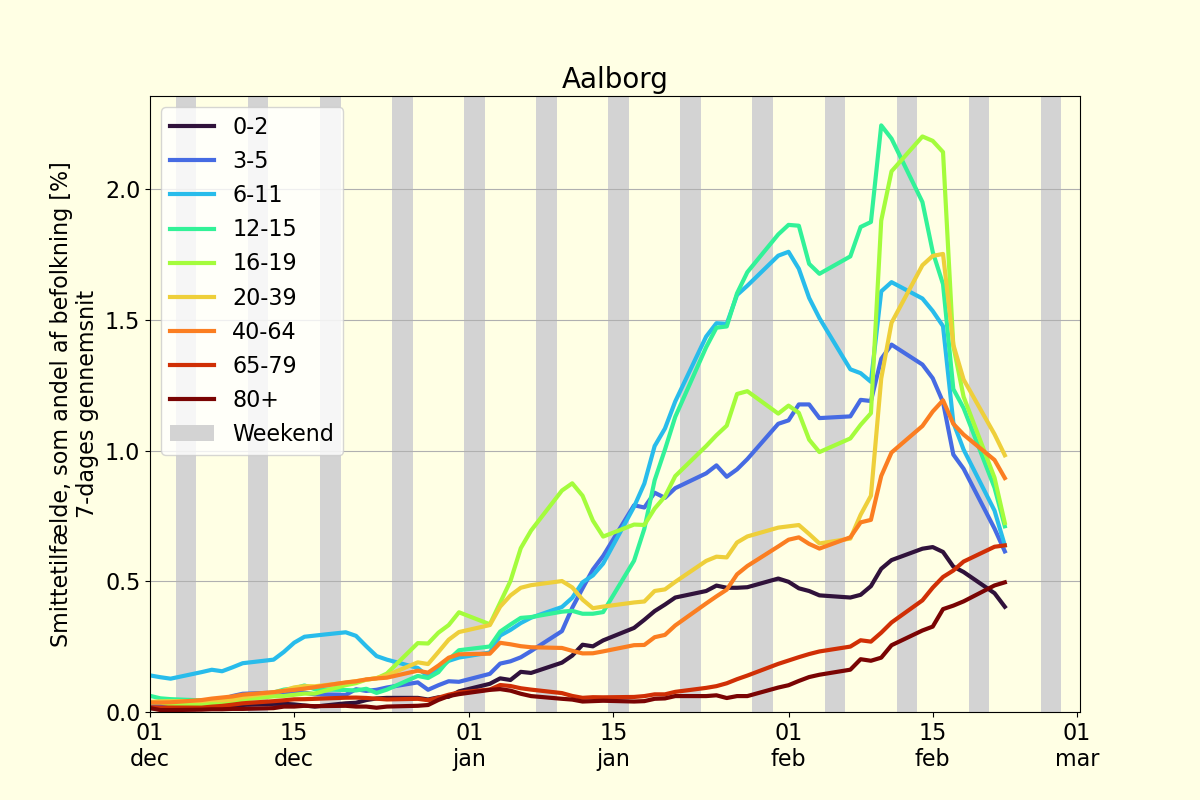 Aalborg
Smittetilfælde, som andel af befolkning [%]
7-dages gennemsnit
2.0
1.5
1.0
0.5
0.0
0-2
3-5
6-11
12-15
16-19
20-39
40-64
65-79
80+
Weekend
01 15 01 15 01 15 01
dec dec jan jan feb feb mar